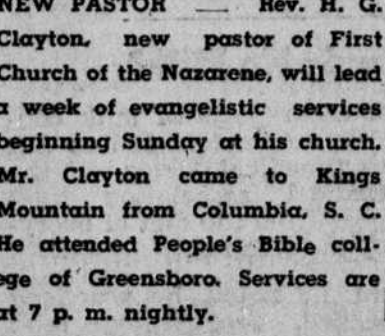 NEW PASTOR — Rev. H. G.
Clayton, new pastor of First
Church of the Nazarene, will lead
a week of evangelistic services
beginning Sunday at his church.
Mr. Clayton came to Kings
Mountain from Columbia, S. C.
He attended People's Bible coll-
ege of Greensboro. Services are
at 7 p. m. nightly.